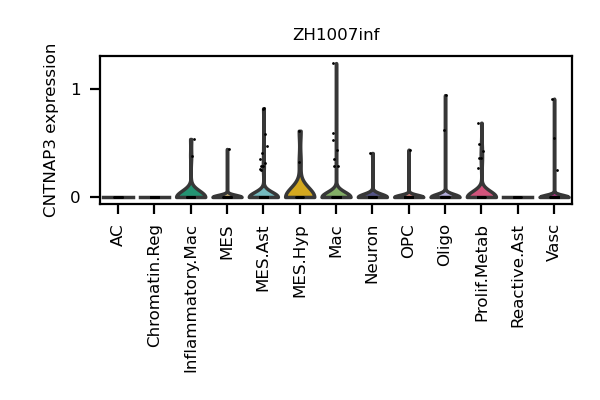 ZH1007inf
CNTNAP3 expression
1
0
AC
Chromatin.Reg
Inflammatory.Mac
MES
MES.Ast
MES.Hyp
Mac
Neuron
OPC
Oligo
Prolif.Metab
Reactive.Ast
Vasc